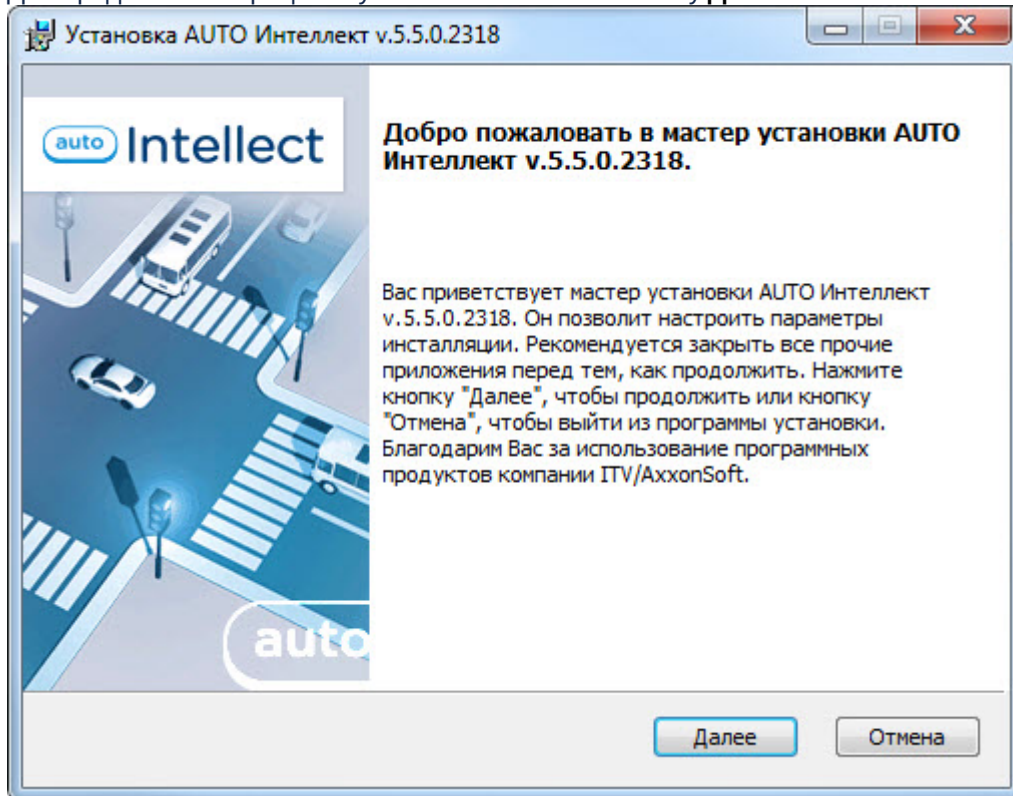 Установка AUTO Интеллект v.5.5.0.2318
auto Intellect
Добро пожаловать в мастер установки AUTO
Интеллект v.5.5.0.2318.
Вас приветствует мастер установки AUTO Интеллект
v.5.5.0.2318. Он позволит настроить параметры
инсталляции. Рекомендуется закрыть все прочие
приложения перед тем, как продолжить. Нажмите
кнопку "Далее", чтобы продолжить или кнопку
"Отмена", чтобы выйти из программы установки.
Благодарим Вас за использование программных
продуктов компании ITV/AxxonSoft.
auto
Далее
Отмена